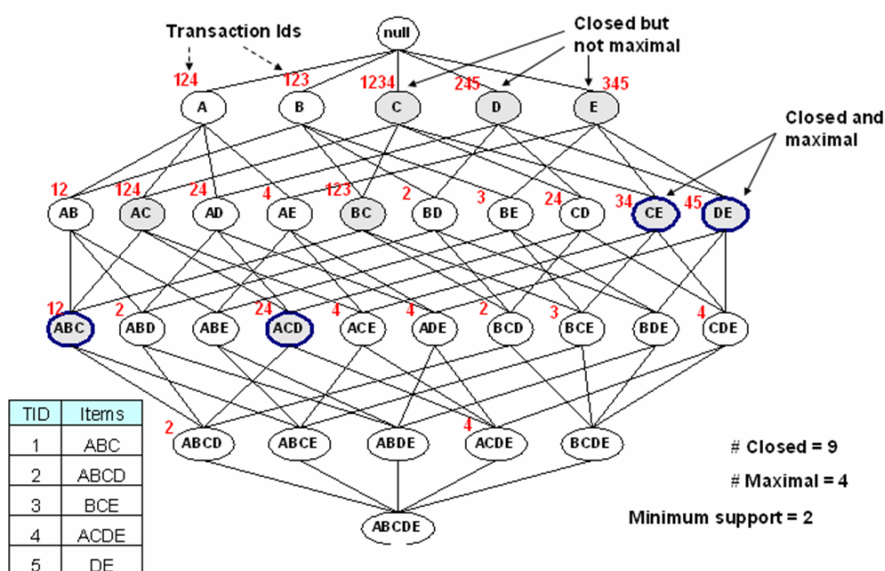 null
Transaction Ids
Closed but
not maximal
124 123 1234 245 345
A B C D E
Closed and
maximal
12 124 24 4 123 2 3 24 34 45
AB AC AD AE BC BD BE CD CE DE
12 2 24 4 4 2 3 4
ABC ABD ABE ACD ACE ADE BCD BCE BDE CDE
2 4
ABCD ABCE ABDE ACDE BCDE
ABCDE
TID Items
1 ABC
2 ABCD
3 BCE
4 ACDE
5 DE
# Closed = 9
# Maximal = 4
Minimum support = 2